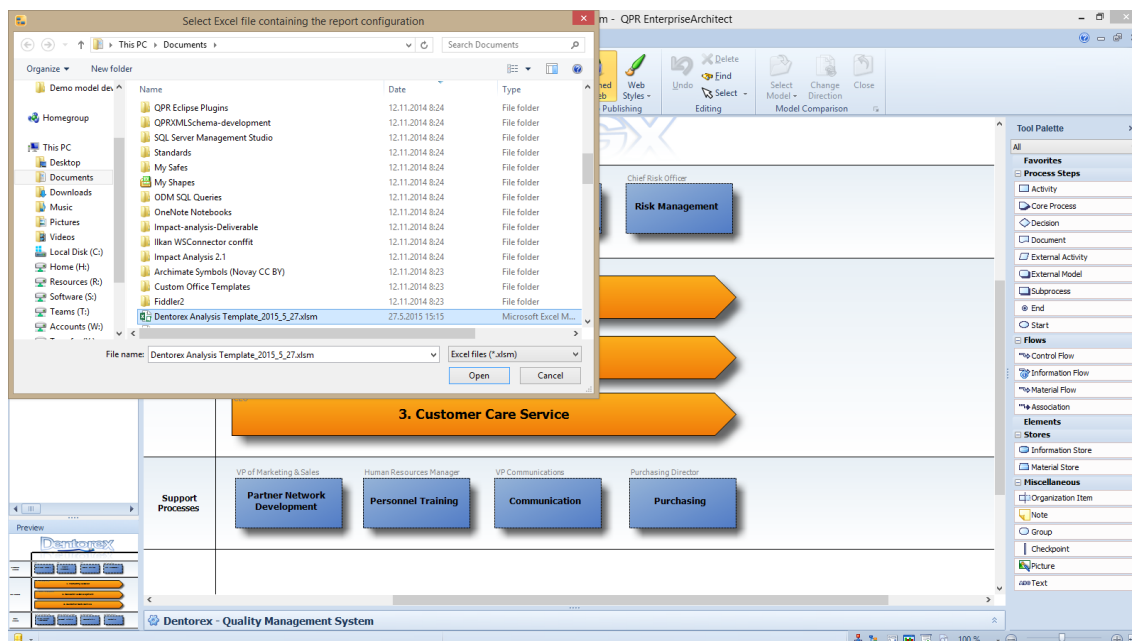 Select Excel file containing the report configuration
m - QPR EnterpriseArchitect
This PC
Documents
Search Documents
Organize
New folder
Demo model dev
Homegroup
This PC
Desktop
Documents
Downloads
Music
Pictures
Videos
Local Disk (C:)
Home (H:)
Resources (R:)
Software (S:)
Teams (T:)
Accounts (W:)
Name Date Type
QPR Eclipse Plugins 12.11.2014 8:24 File folder
QPRXMLSchema-development 12.11.2014 8:24 File folder
SQL Server Management Studio 12.11.2014 8:24 File folder
Standards 12.11.2014 8:24 File folder
My Safes 12.11.2014 8:24 File folder
My Shapes 12.11.2014 8:24 File folder
ODM SQL Queries 12.11.2014 8:24 File folder
OneNote Notebooks 12.11.2014 8:24 File folder
Impact-analysis-Deliverable 12.11.2014 8:24 File folder
Ilkan WSConnector conffit 12.11.2014 8:24 File folder
Impact Analysis 2.1 12.11.2014 8:24 File folder
Archimate Symbols (Novay CC BY) 12.11.2014 8:23 File folder
Custom Office Templates 12.11.2014 8:23 File folder
Fiddler2 12.11.2014 8:23 File folder
Dentorex Analysis Template_2015_5_27.xlsm 27.5.2015 15:15 Microsoft Excel M...
File name: Dentorex Analysis Template_2015_5_27.xlsm
Excel files (*.xlsm)
Open
Cancel
Web
Styles
Publishing
Undo
Delete
Find
Select
Editing
Select
Model
Change
Direction
Close
Model Comparison
Chief Risk Officer
Risk Management
3. Customer Care Service
Support
Processes
VP of Marketing & Sales
Partner Network
Development
Human Resources Manager
Personnel Training
VP Communications
Communication
Purchasing Director
Purchasing
Preview
Dentorex
Dentorex - Quality Management System
Tool Palette
All
Favorites
Process Steps
Activity
Core Process
Decision
Document
External Activity
External Model
Subprocess
End
Start
Flows
Control Flow
Information Flow
Material Flow
Association
Elements
Stores
Information Store
Material Store
Miscellaneous
Organization Item
Note
Group
Checkpoint
Picture
Text
100 %